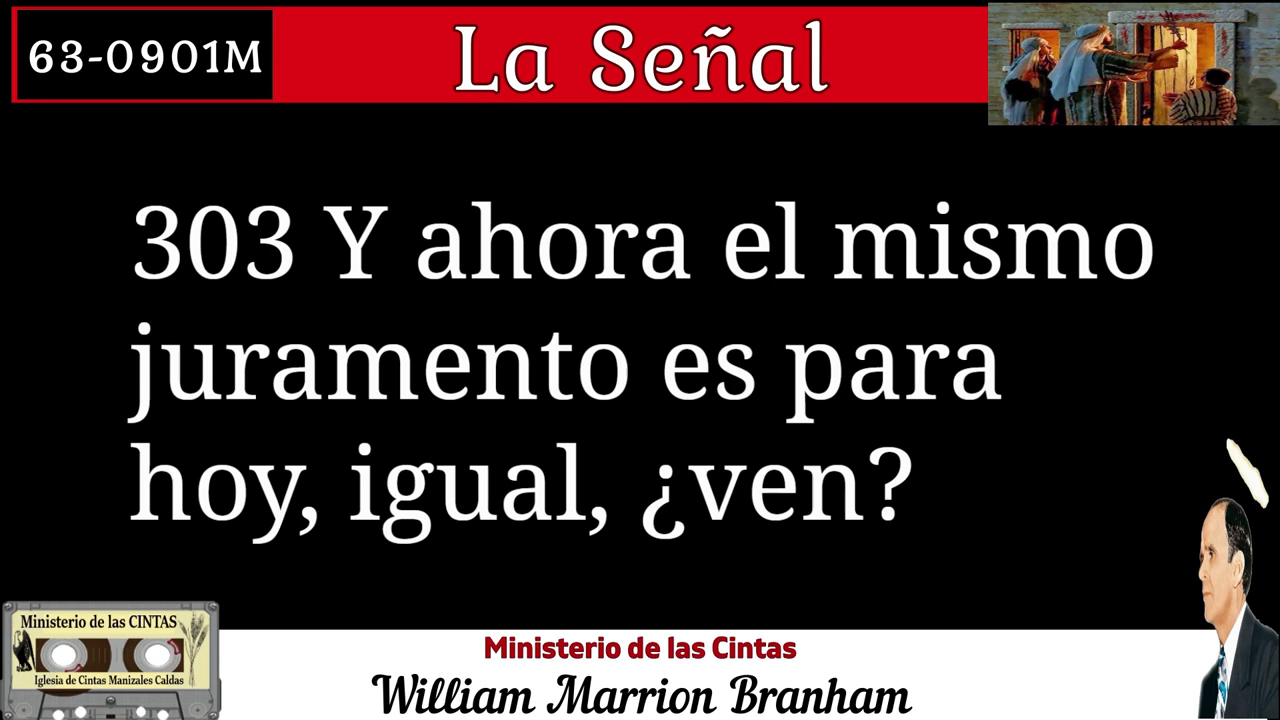 63-0901M
La Señal
303 Y ahora el mismo
juramento es para
hoy, igual, ¿ven?
Ministerio de las CINTAS
Iglesia de Cintas Manizales Caldas
Ministerio de las Cintas
William Marrion Branham